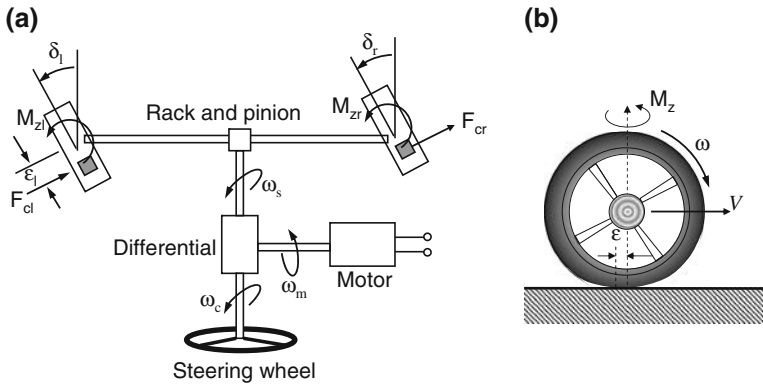 (a)
(b)
δl
δr
Mzl
Rack and pinion
Mzr
Fcr
εl
Fcl
ωs
Differential
ωm
Motor
ωc
Steering wheel
Mz
ω
V
ε